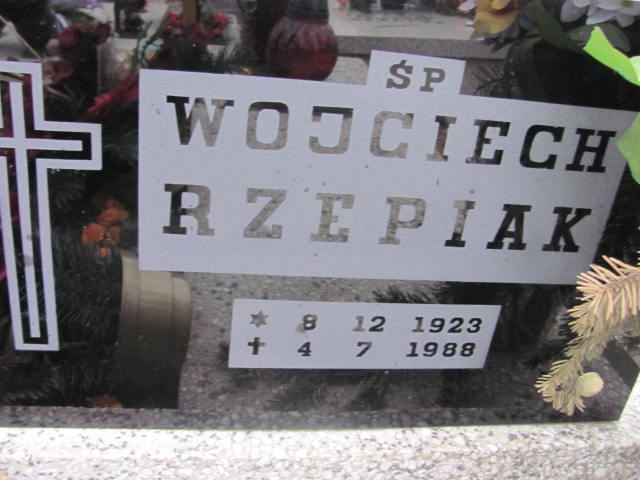 ŚP
WOJCIECH
RZEPIAK
✶ 8 12 1923
✝ 4 7 1988